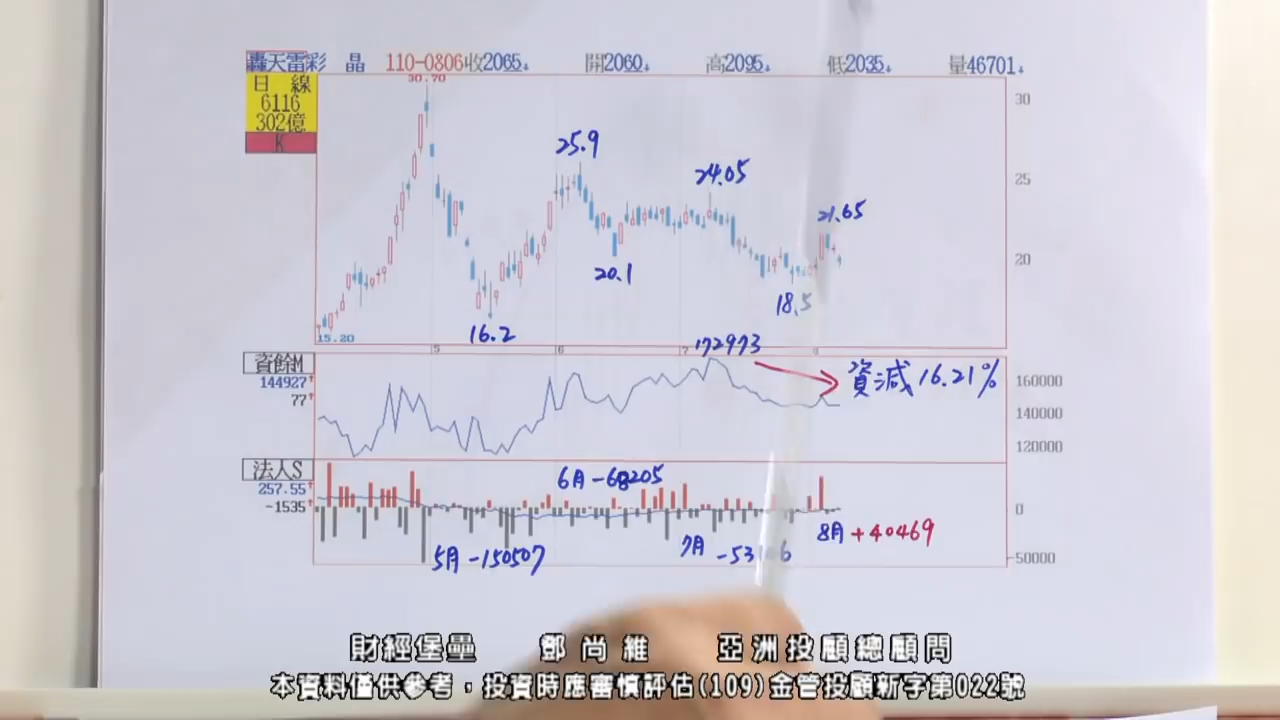 轟天雷彩 晶 110-0806收2065↓ 開2060↓ 高2095↓ 低2035↓ 量46701↓
日 線
6116
302億
K
30.70
30
25.9
25
24.05
21.65
20
20.1
18.5
16.2
15.20
5 6 7 8
資餘M
144927↑
77↑
172973
資減16.21%
160000
140000
120000
法人S
257.55↑
-1535↑
6月-68205
0
8月+40469
7月
5月-150507
-50000
財經堡壘 鄧尚維 亞洲投顧總顧問
本資料僅供參考，投資時應審慎評估(109)金管投顧新字第022號